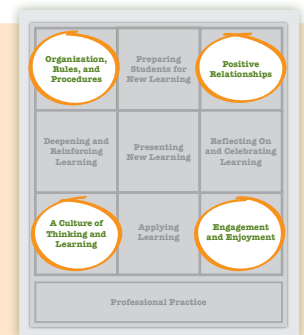 Organization,
Rules, and
Procedures
Preparing
Students for
New Learning
Positive
Relationships
Deepening and
Reinforcing
Learning
Presenting
New Learning
Reflecting On
and Celebrating
Learning
A Culture of
Thinking and
Learning
Applying
Learning
Engagement
and Enjoyment
Professional Practice